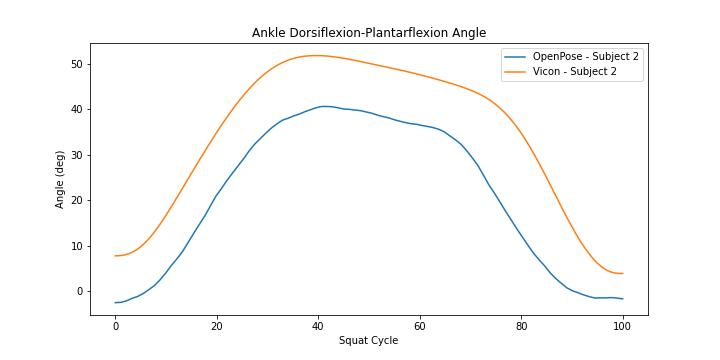 Ankle Dorsiflexion-Plantarflexion Angle
OpenPose - Subject 2
Vicon - Subject 2
Angle (deg)
50
40
30
20
10
0
0 20 40 60 80 100
Squat Cycle